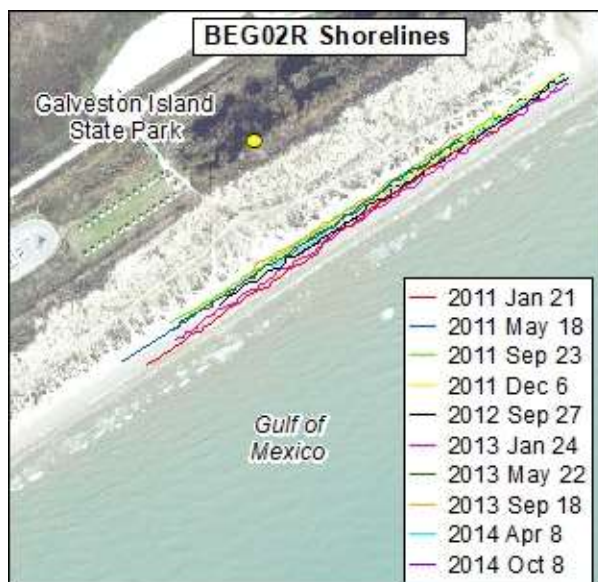 BEG02R Shorelines
Galveston Island
State Park
Gulf of
Mexico
2011 Jan 21
2011 May 18
2011 Sep 23
2011 Dec 6
2012 Sep 27
2013 Jan 24
2013 May 22
2013 Sep 18
2014 Apr 8
2014 Oct 8